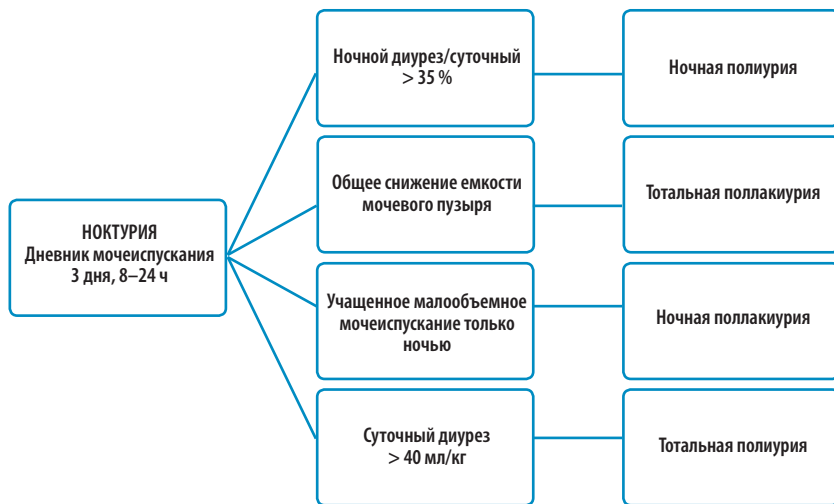 НОКТУРИЯ
Дневник мочеиспускания
3 дня, 8–24 ч
Ночной диурез/суточный
> 35 %
Ночная полиурия
Общее снижение емкости
мочевого пузыря
Тотальная поллакиурия
Учащенное малообъемное
мочеиспускание только
ночью
Ночная поллакиурия
Суточный диурез
> 40 мл/кг
Тотальная полиурия